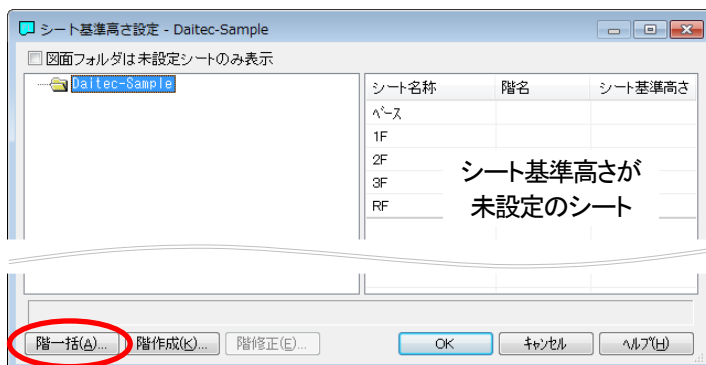 シート基準高さ設定 - Daitec-Sample
図面フォルダは未設定シートのみ表示
Daitec-Sample
シート名称 階名 シート基準高さ
ベース
1F
2F
3F
RF
シート基準高さが
未設定のシート
階一括(A)... 階作成(K)... 階修正(E)... OK キャンセル ヘルプ(H)